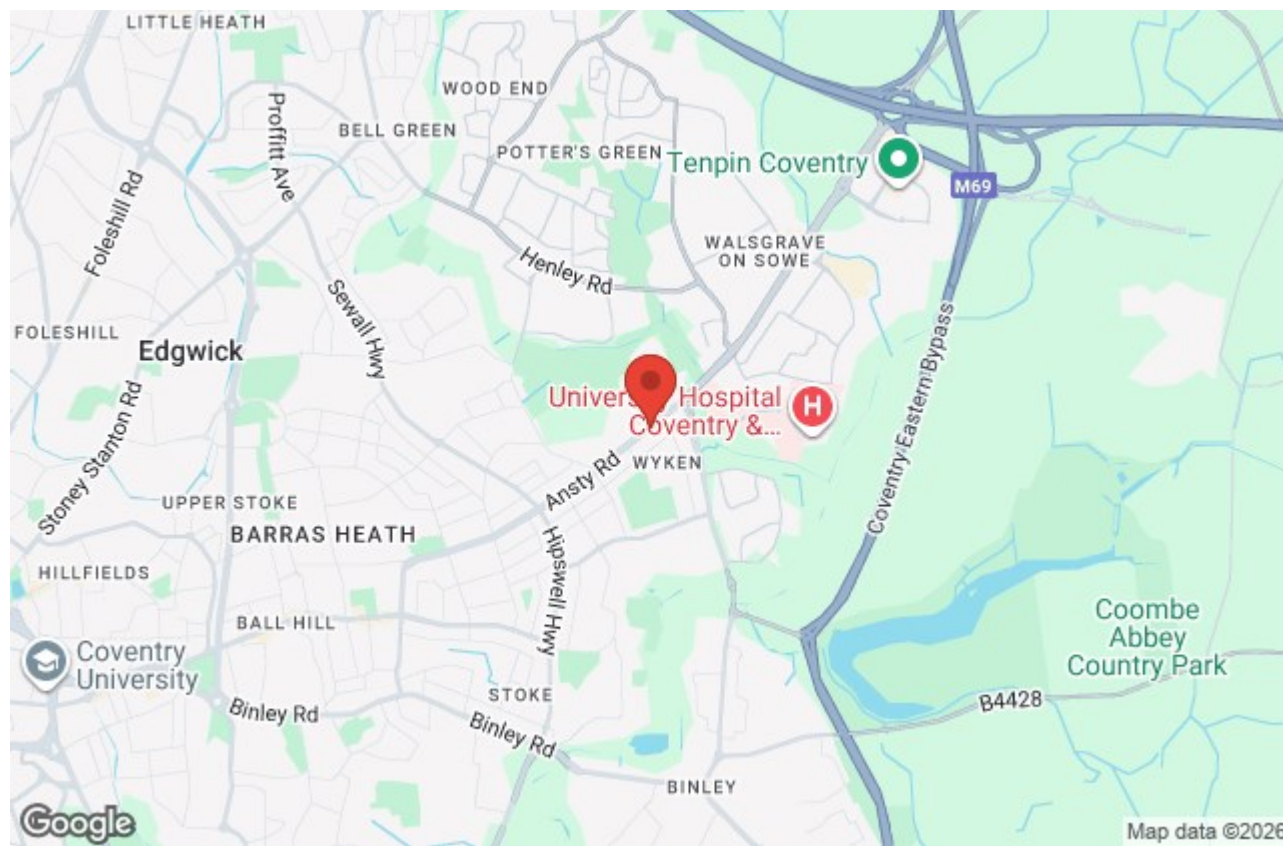 LITTLE HEATH
WOOD END
Proffitt Ave
BELL GREEN
POTTER'S GREEN
Tenpin Coventry
M69
Foleshill Rd
WALSGRAVE
ON SOWE
Henley Rd
Sewall Hwy
FOLESHILL
Edgwick
Coventry Eastern Bypass
University Hospital
Coventry &...
H
Stoney Stanton Rd
WYKEN
Ansty Rd
UPPER STOKE
BARRAS HEATH
Hipswell Hwy
HILLFIELDS
BALL HILL
Coombe
Abbey
Country Park
Coventry
University
STOKE
B4428
Binley Rd
Binley Rd
BINLEY
Google
Map data ©2026